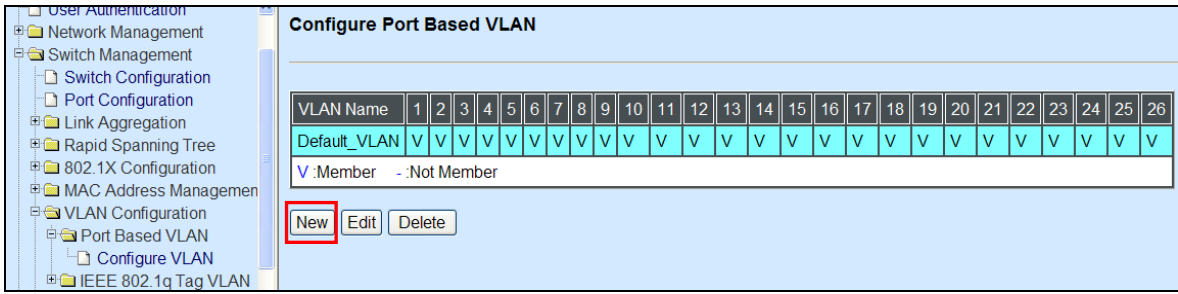 User Authentication
Network Management
Switch Management
Switch Configuration
Port Configuration
Link Aggregation
Rapid Spanning Tree
802.1X Configuration
MAC Address Managemen
VLAN Configuration
Port Based VLAN
Configure VLAN
IEEE 802.1q Tag VLAN
Configure Port Based VLAN
VLAN Name 1 2 3 4 5 6 7 8 9 10 11 12 13 14 15 16 17 18 19 20 21 22 23 24 25 26
Default_VLAN V V V V V V V V V V V V V V V V V V V V V V V V V V
V :Member - :Not Member
New Edit Delete